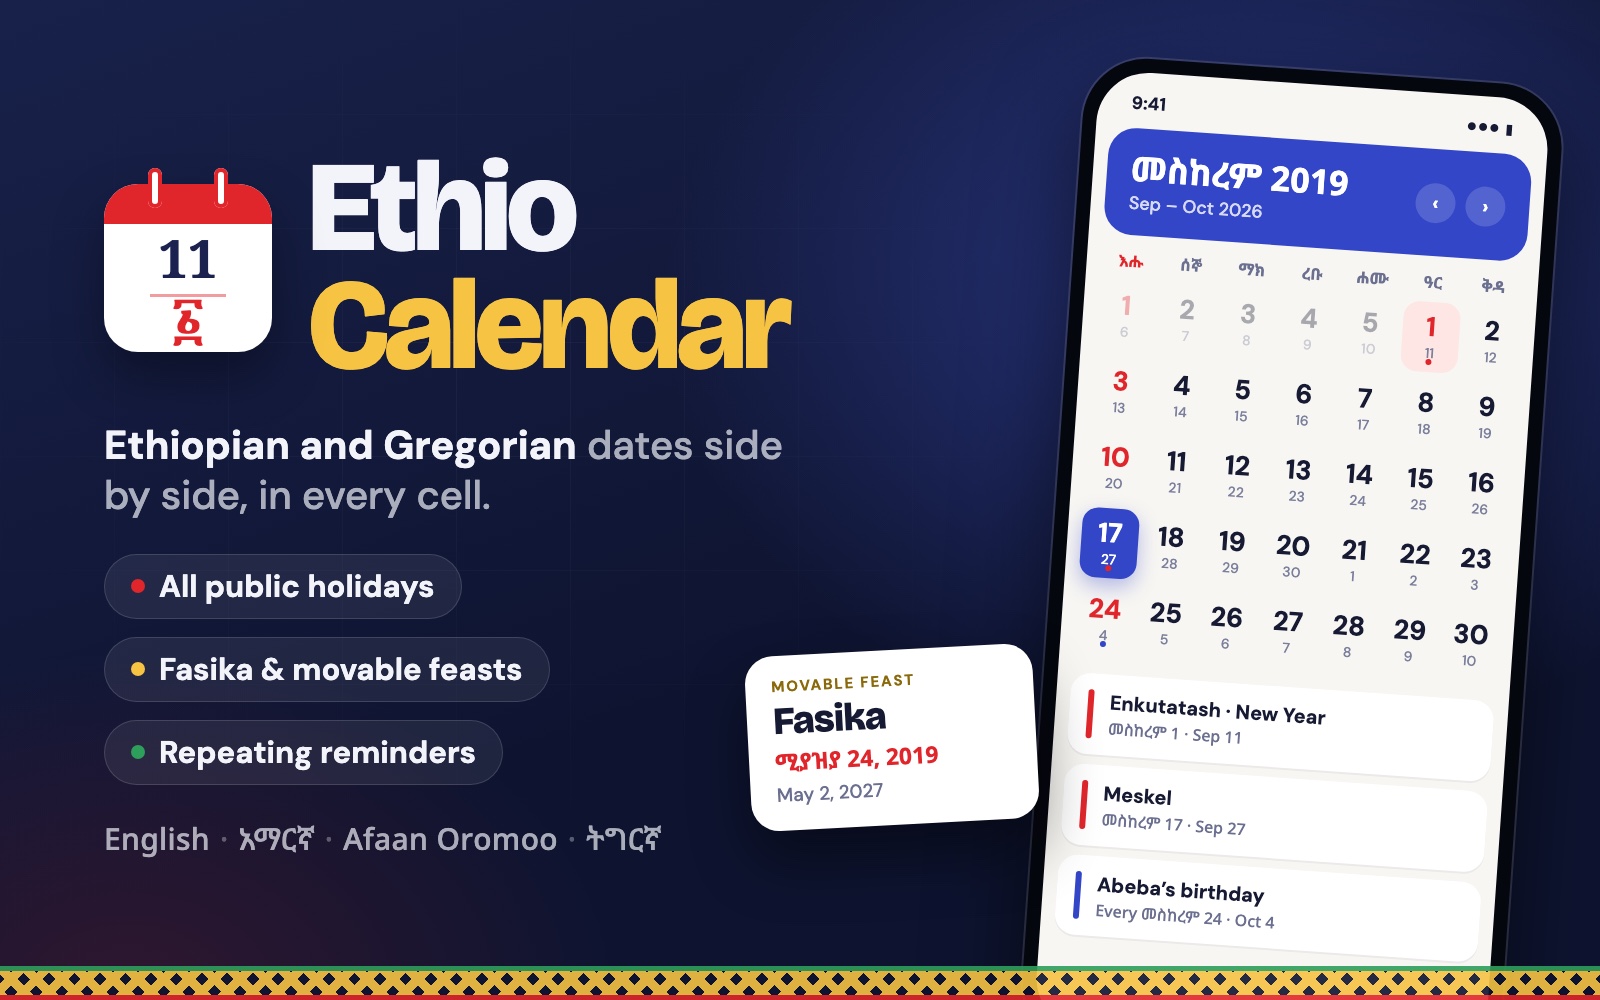 11
፩
Ethio
Calendar
Ethiopian and Gregorian dates side
by side, in every cell.
All public holidays
Fasika & movable feasts
Repeating reminders
English · አማርኛ · Afaan Oromoo · ትግርኛ
MOVABLE FEAST
Fasika
ሚያዝያ 24, 2019
May 2, 2027
9:41
መስከረም 2019
Sep – Oct 2026
‹ ›
እሑ ሰኞ ማክ ረቡ ሐሙ ዓር ቅዳ
1 2 3 4 5 1 2
6 7 8 9 10 11 12
3 4 5 6 7 8 9
13 14 15 16 17 18 19
10 11 12 13 14 15 16
20 21 22 23 24 25 26
17 18 19 20 21 22 23
27 28 29 30 1 2 3
24 25 26 27 28 29 30
4 5 6 7 8 9 10
Enkutatash · New Year
መስከረም 1 · Sep 11
Meskel
መስከረም 17 · Sep 27
Abeba’s birthday
Every መስከረም 24 · Oct 4